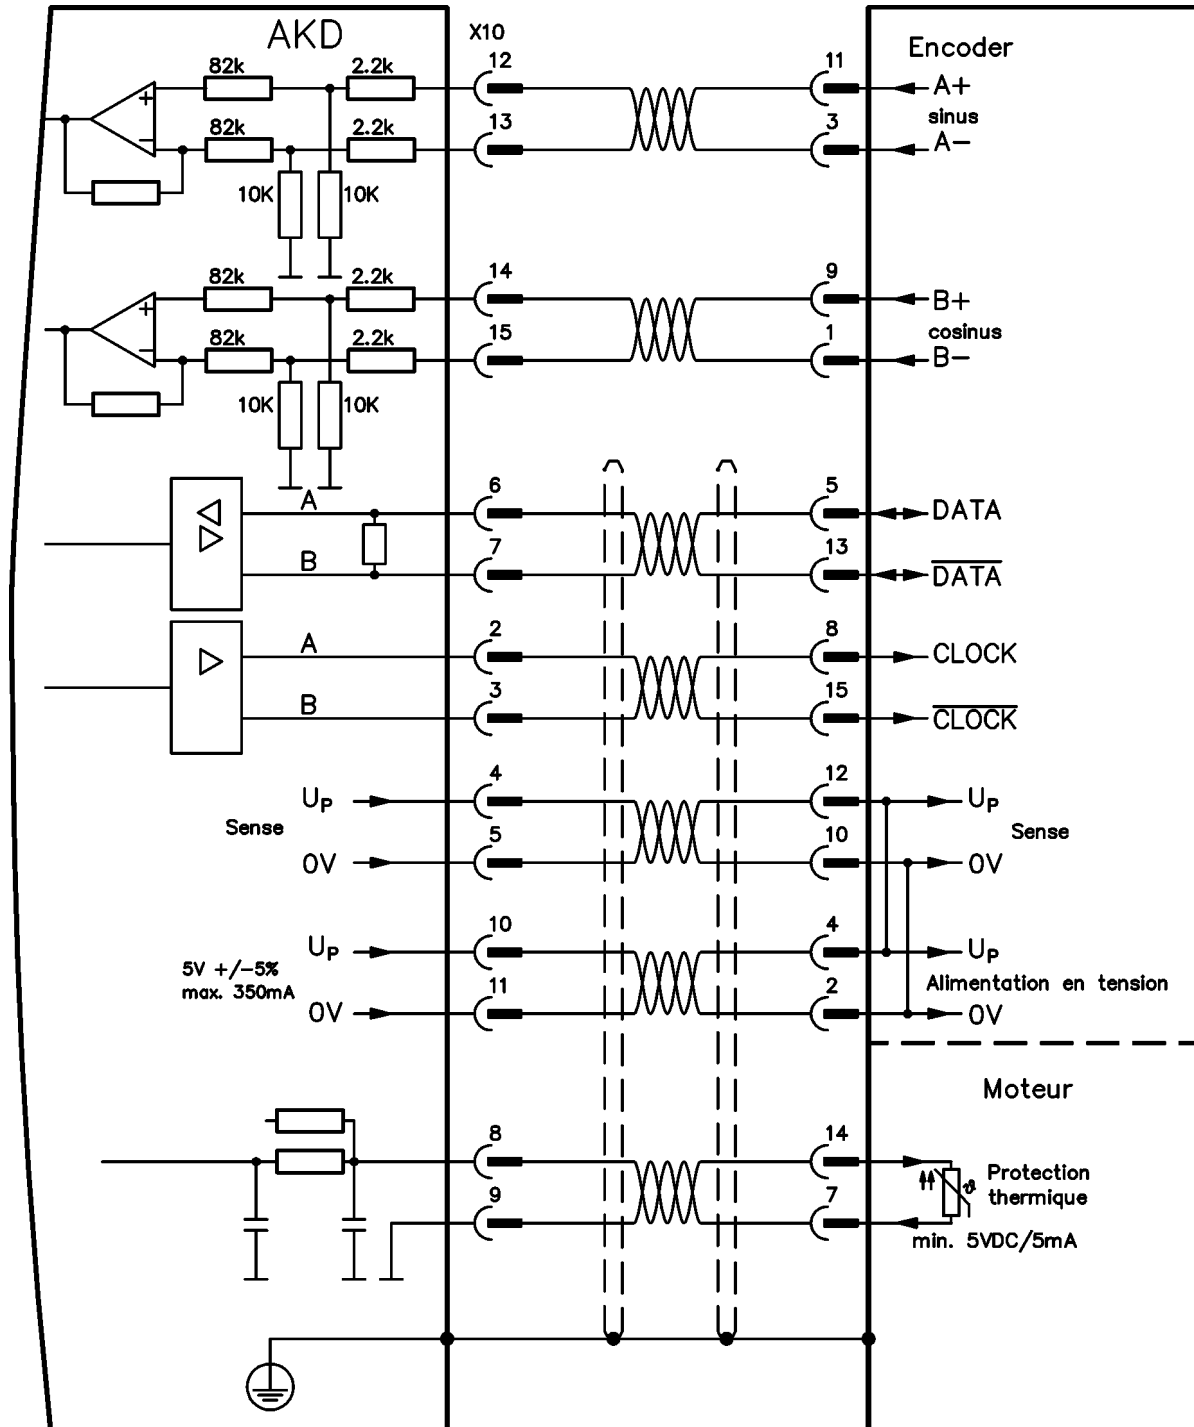 AKD
X10
Encoder
82k 2.2k 12 11 A+
sinus
82k 2.2k 13 3 A−
+
−
10K 10K
82k 2.2k 14 9 B+
cosinus
82k 2.2k 15 1 B−
+
−
10K 10K
A 6 5 DATA
B 7 13 D̅A̅T̅A̅
A 2 8 CLOCK
B 3 15 C̅L̅O̅C̅K̅
UP 4 12 UP
Sense Sense
0V 5 10 0V
UP 10 4 UP
5V +/−5%
max. 350mA
Alimentation en tension
0V 11 2 0V
Moteur
8 14
Protection
thermique
ϑ
9 7
min. 5VDC/5mA